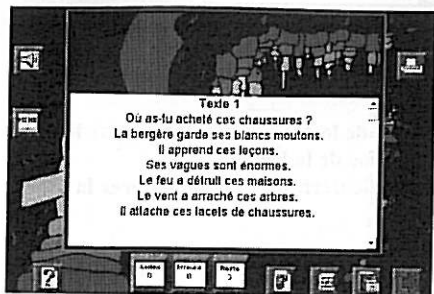 Texte 1
Où as-tu acheté ces chaussures ?
La bergère garde ses blancs moutons.
Il apprend ces leçons.
Ses vagues sont énormes.
Le feu a détruit ces maisons.
Le vent a arraché ces arbres.
Il attache ces lacets de chaussures.
MENU
?